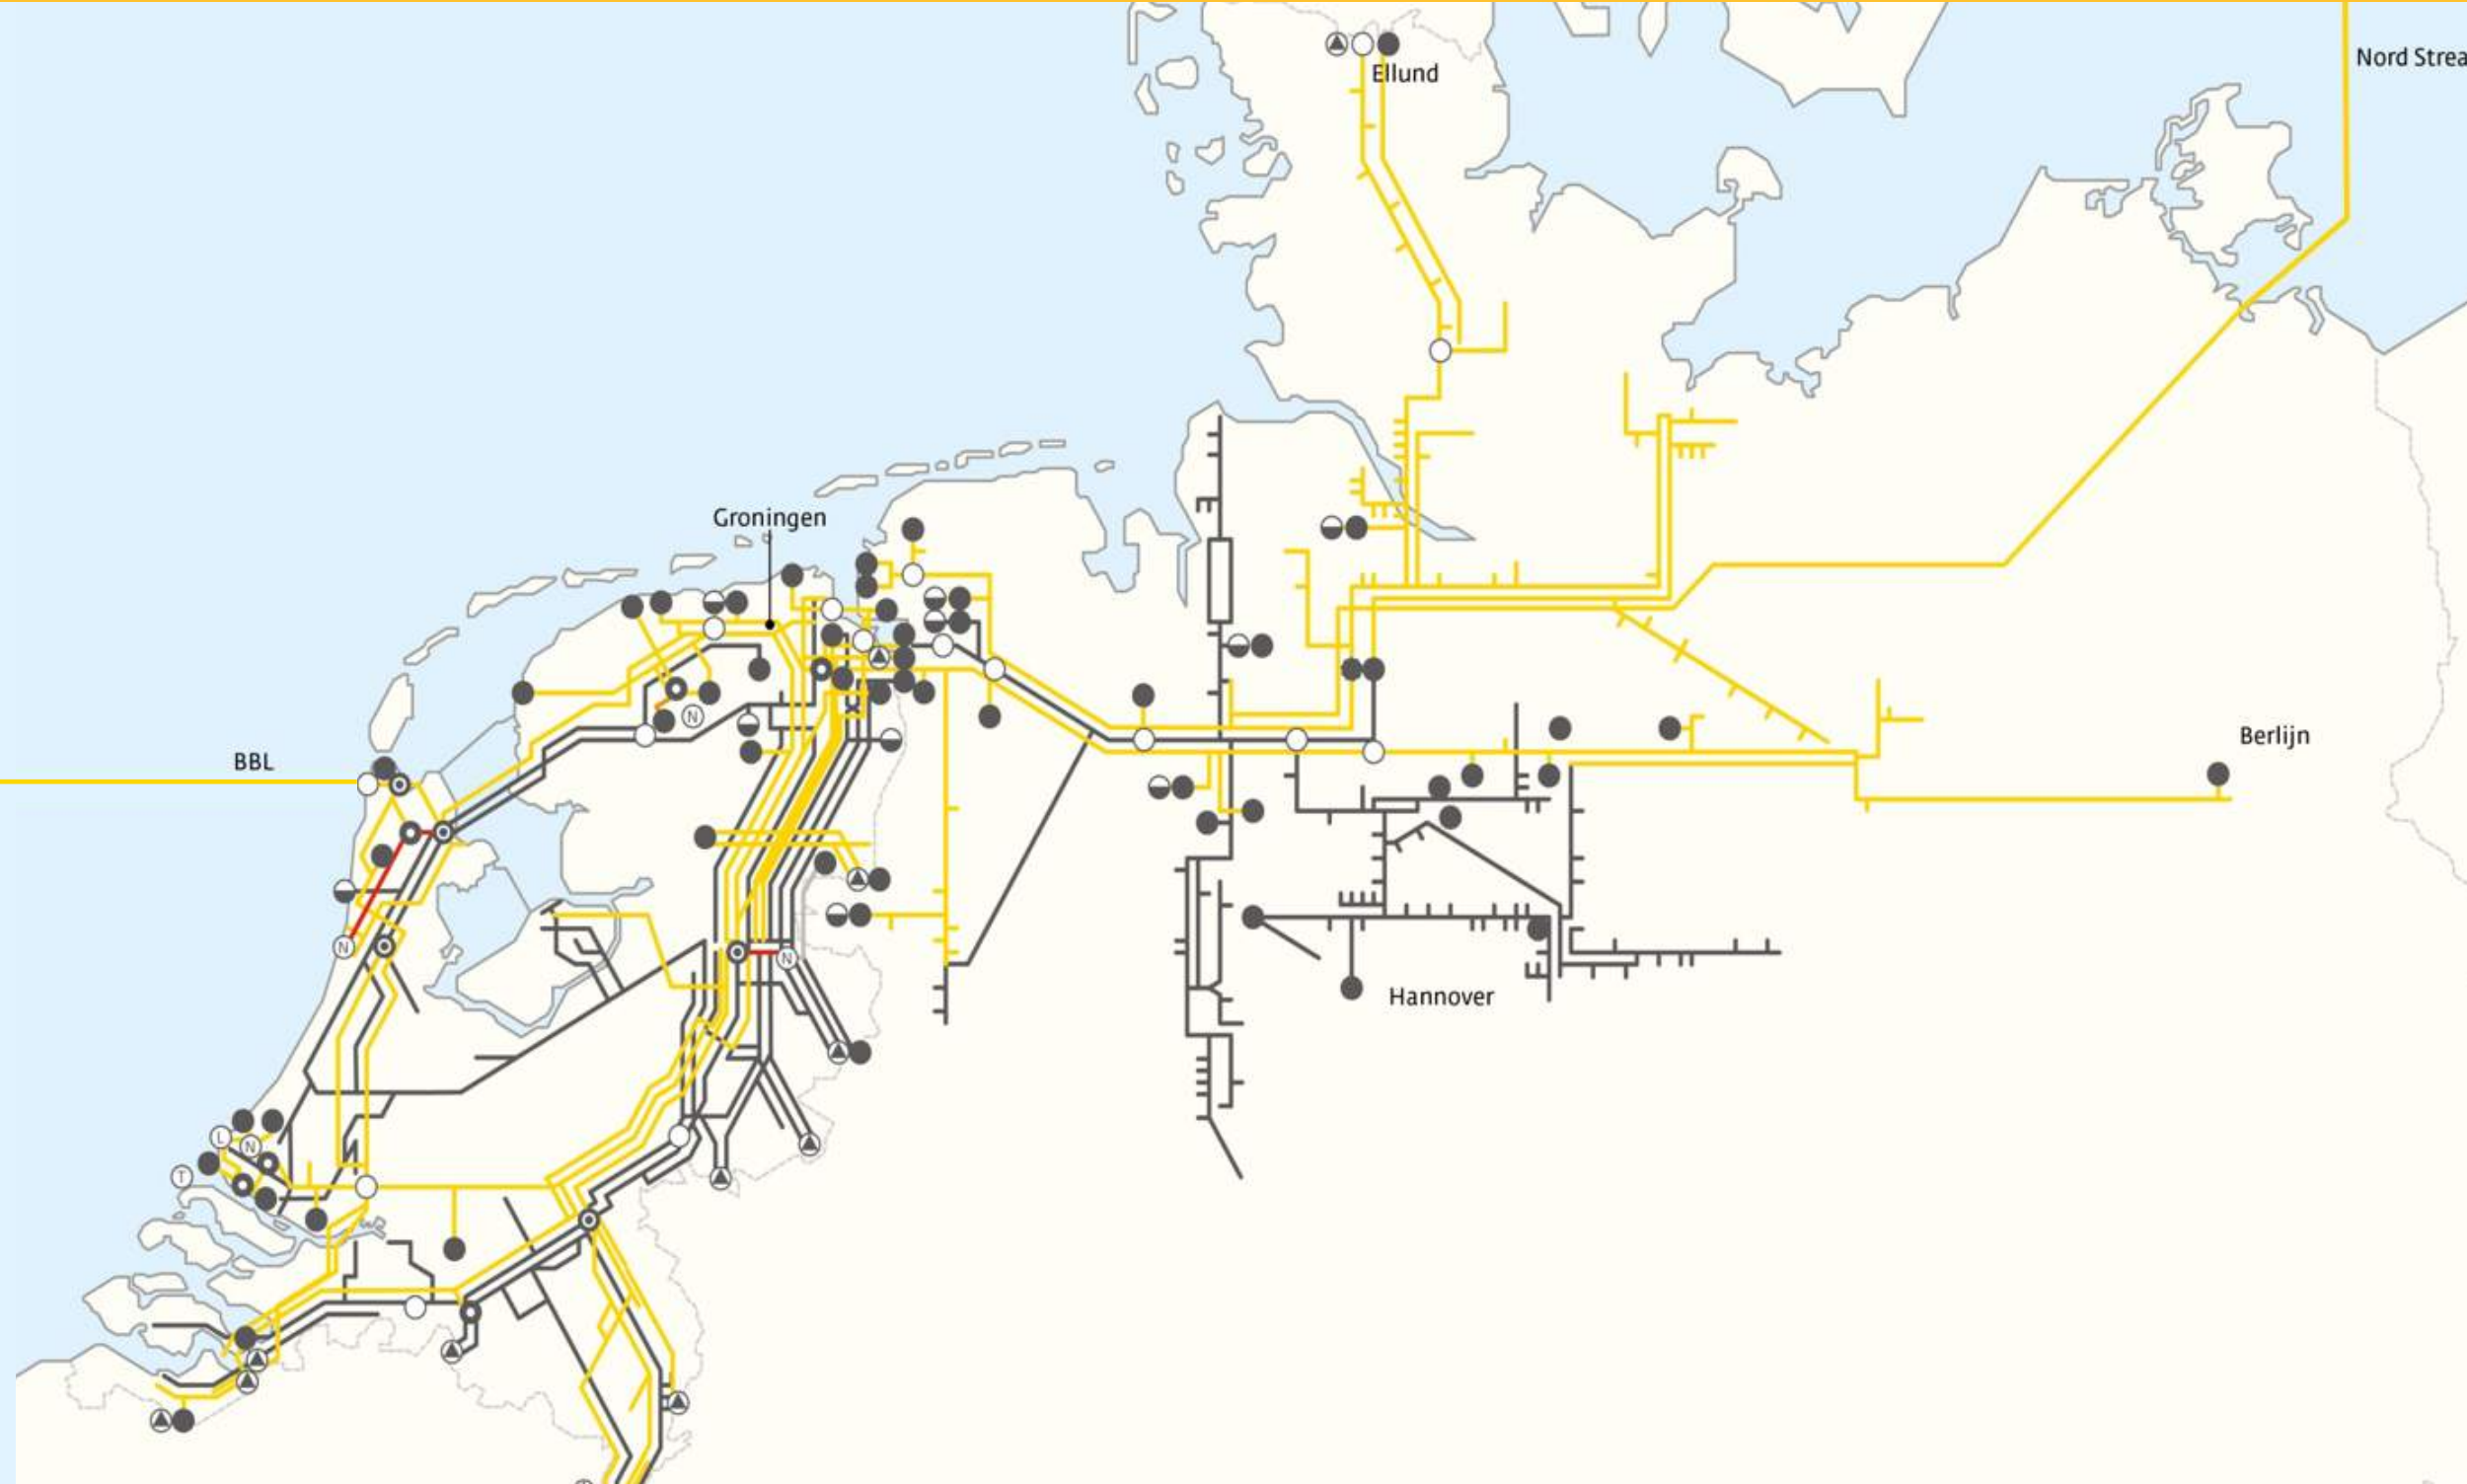 Nord Strea
Ellund
Groningen
N
Berlijn
BBL
N
N
Hannover
L
N
T